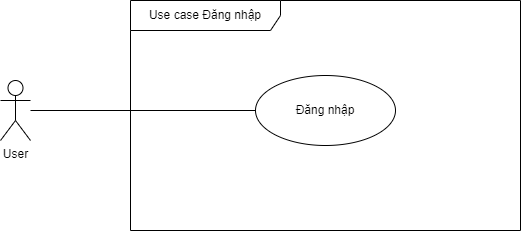 Use case Đăng nhập
Đăng nhập
User